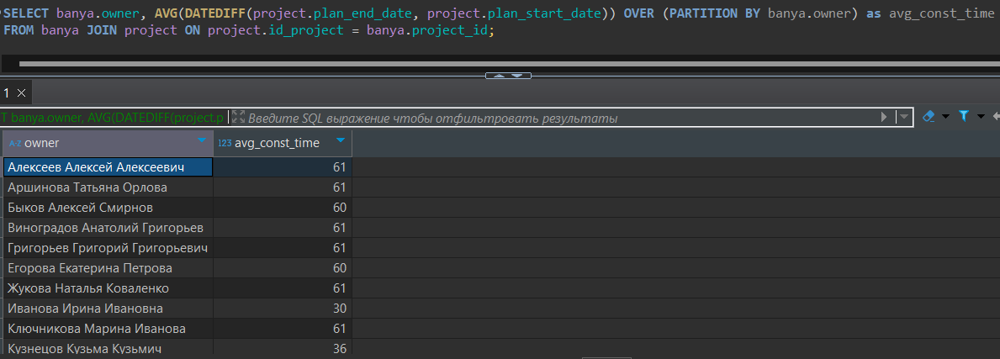 SELECT banya.owner, AVG(DATEDIFF(project.plan_end_date, project.plan_start_date)) OVER (PARTITION BY banya.owner) as avg_const_time
FROM banya JOIN project ON project.id_project = banya.project_id;
1
T banya.owner, AVG(DATEDIFF(project.p Введите SQL выражение чтобы отфильтровать результаты
A-Z owner 123 avg_const_time
Алексеев Алексей Алексеевич 61
Аршинова Татьяна Орлова 61
Быков Алексей Смирнов 60
Виноградов Анатолий Григорьев 61
Григорьев Григорий Григорьевич 61
Егорова Екатерина Петрова 60
Жукова Наталья Коваленко 61
Иванова Ирина Ивановна 30
Ключникова Марина Иванова 61
Кузнецов Кузьма Кузьмич 36